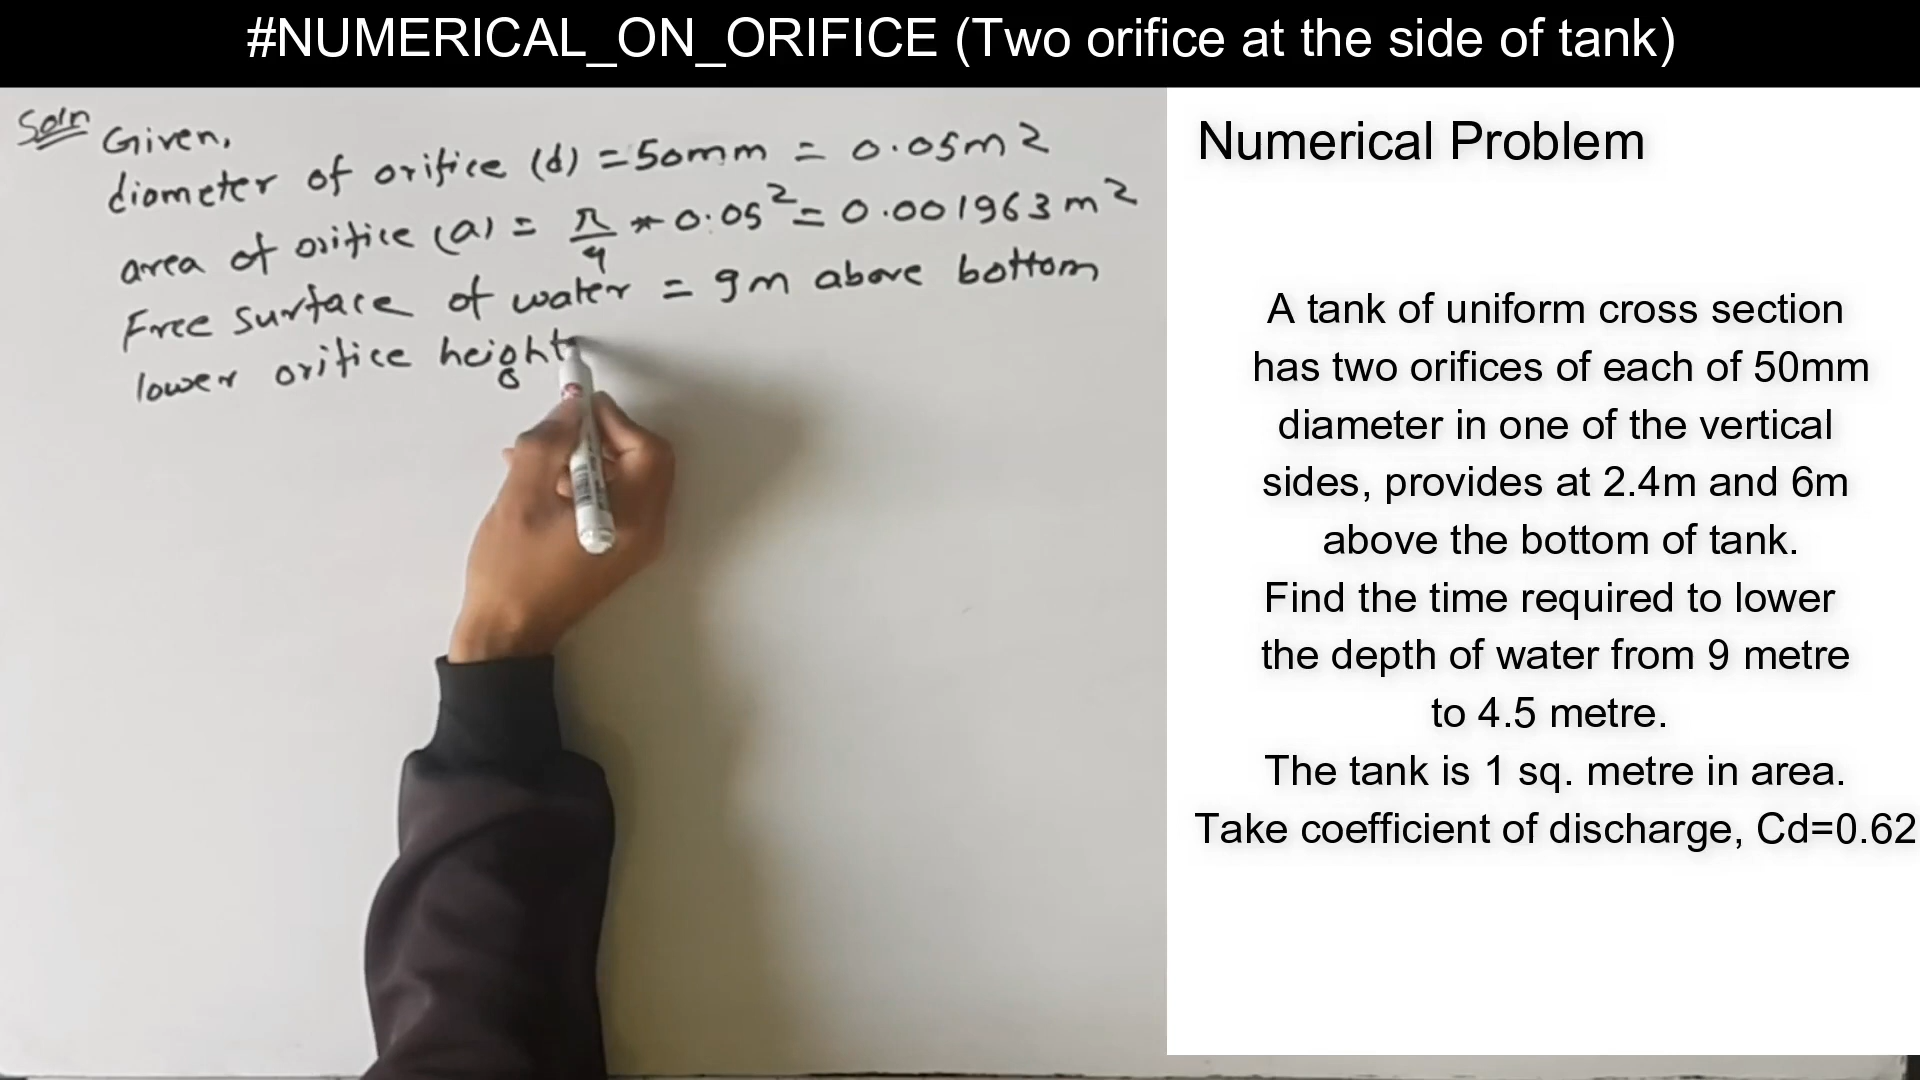 #NUMERICAL_ON_ORIFICE (Two orifice at the side of tank)
Soln Given,
diameter of orifice (d) = 50mm = 0.05m2
area of orifice (a) = π/4 * 0.05² = 0.001963 m²
Free surface of water = 9m above bottom
lower orifice height
Numerical Problem
A tank of uniform cross section
has two orifices of each of 50mm
diameter in one of the vertical
sides, provides at 2.4m and 6m
above the bottom of tank.
Find the time required to lower
the depth of water from 9 metre
to 4.5 metre.
The tank is 1 sq. metre in area.
Take coefficient of discharge, Cd=0.62